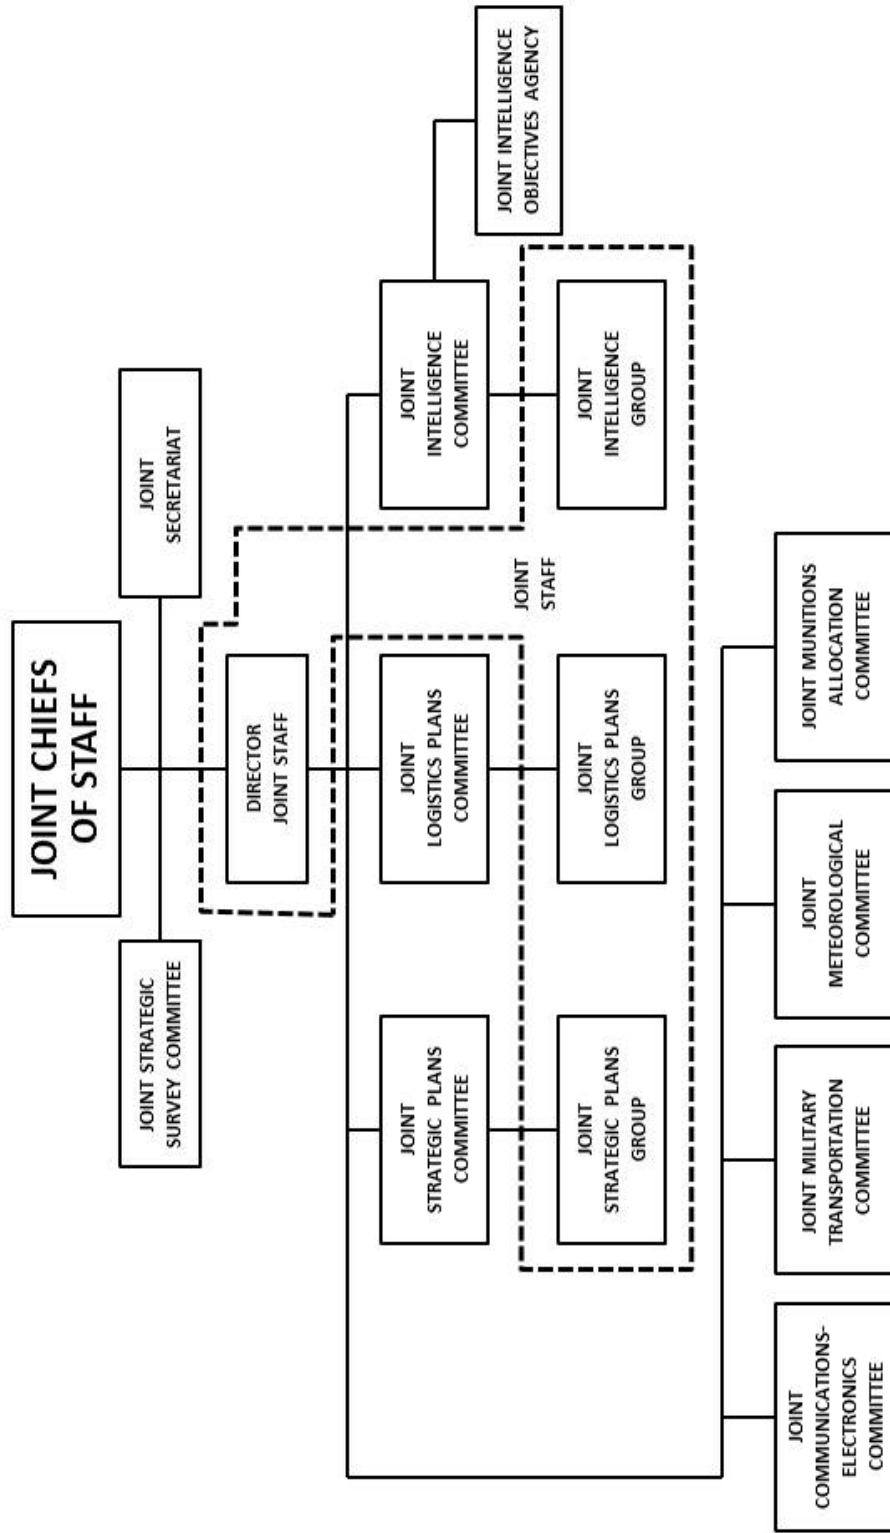 JOINT CHIEFS
OF STAFF
JOINT STRATEGIC
SURVEY COMMITTEE
JOINT
SECRETARIAT
DIRECTOR
JOINT STAFF
JOINT
STRATEGIC PLANS
COMMITTEE
JOINT
LOGISTICS PLANS
COMMITTEE
JOINT
INTELLIGENCE
COMMITTEE
JOINT INTELLIGENCE
OBJECTIVES AGENCY
JOINT
STAFF
JOINT
STRATEGIC PLANS
GROUP
JOINT
LOGISTICS PLANS
GROUP
JOINT
INTELLIGENCE
GROUP
JOINT
COMMUNICATIONS-
ELECTRONICS
COMMITTEE
JOINT MILITARY
TRANSPORTATION
COMMITTEE
JOINT
METEOROLOGICAL
COMMITTEE
JOINT MUNITIONS
ALLOCATION
COMMITTEE